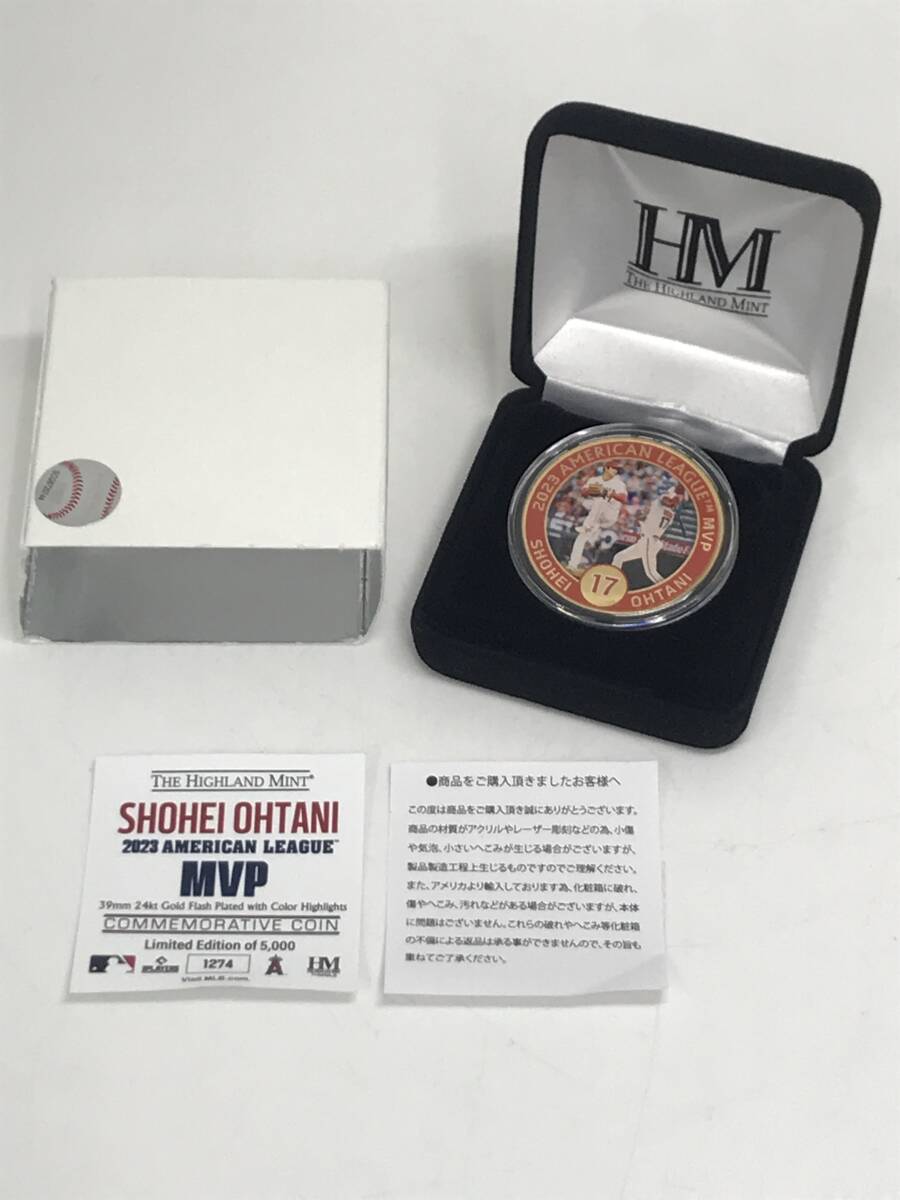 HM
THE HIGHLAND MINT
2023 AMERICAN LEAGUE™ MVP
SHOHEI OHTANI
17
17
THE HIGHLAND MINT®
SHOHEI OHTANI
2023 AMERICAN LEAGUE™
MVP
39mm 24kt Gold Flash Plated with Color Highlights
COMMEMORATIVE COIN
Limited Edition of 5,000
PLAYERS
1274
A
HM
Visit MLB.com
●商品をご購入頂きましたお客様へ
この度は商品をご購入頂き誠にありがとうございます。
商品の材質がアクリルやレーザー彫刻などの為、小傷
や気泡、小さいへこみが生じる場合がございますが、
製品製造工程上生じるものですのでご理解ください。
また、アメリカより輸入しております為、化粧箱に破れ、
傷やへこみ、汚れなどがある場合がございますが、本体
に問題はございません。これらの破れやへこみ等化粧箱
の不備による返品は承る事ができませんので、その旨も
重ねてご了承ください。